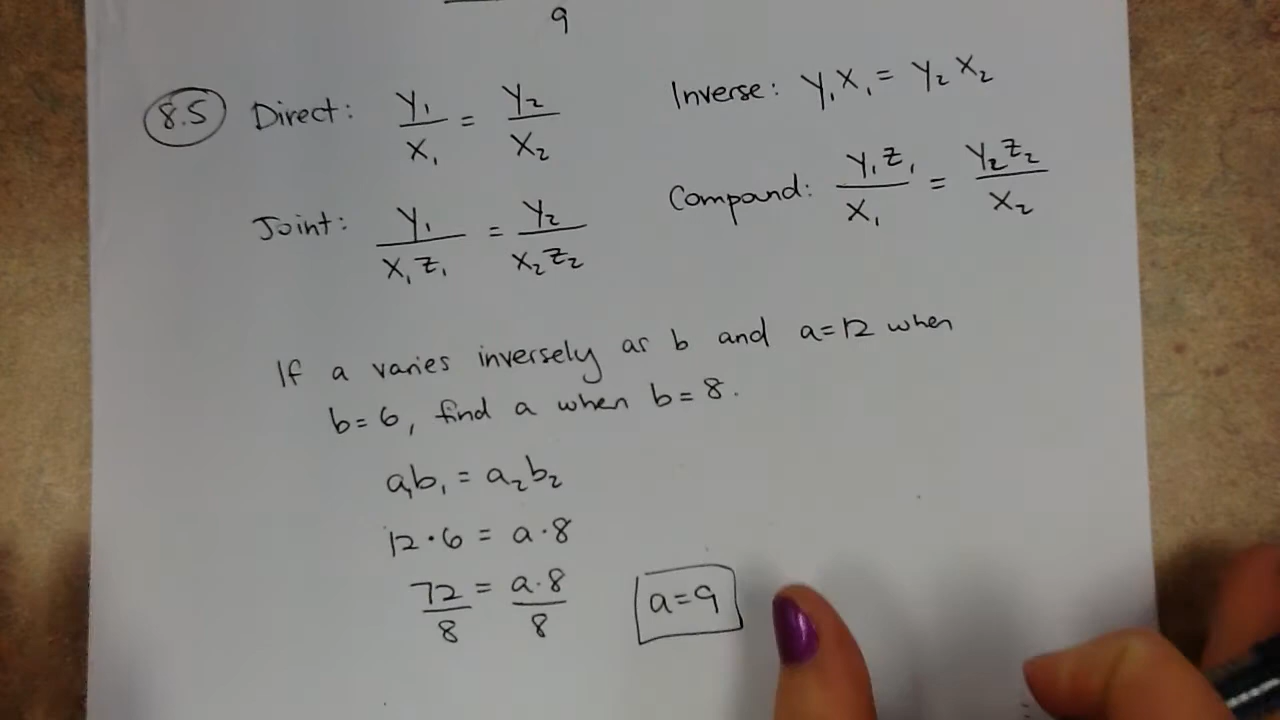 9
8.5 Direct: Y₁/X₁ = Y₂/X₂
Inverse: Y₁X₁ = Y₂X₂
Joint: Y₁/X₁Z₁ = Y₂/X₂Z₂
Compound: Y₁Z₁/X₁ = Y₂Z₂/X₂
If a varies inversely as b and a=12 when
b=6, find a when b=8.
a₁b₁ = a₂b₂
12·6 = a·8
72/8 = a·8/8
a=9